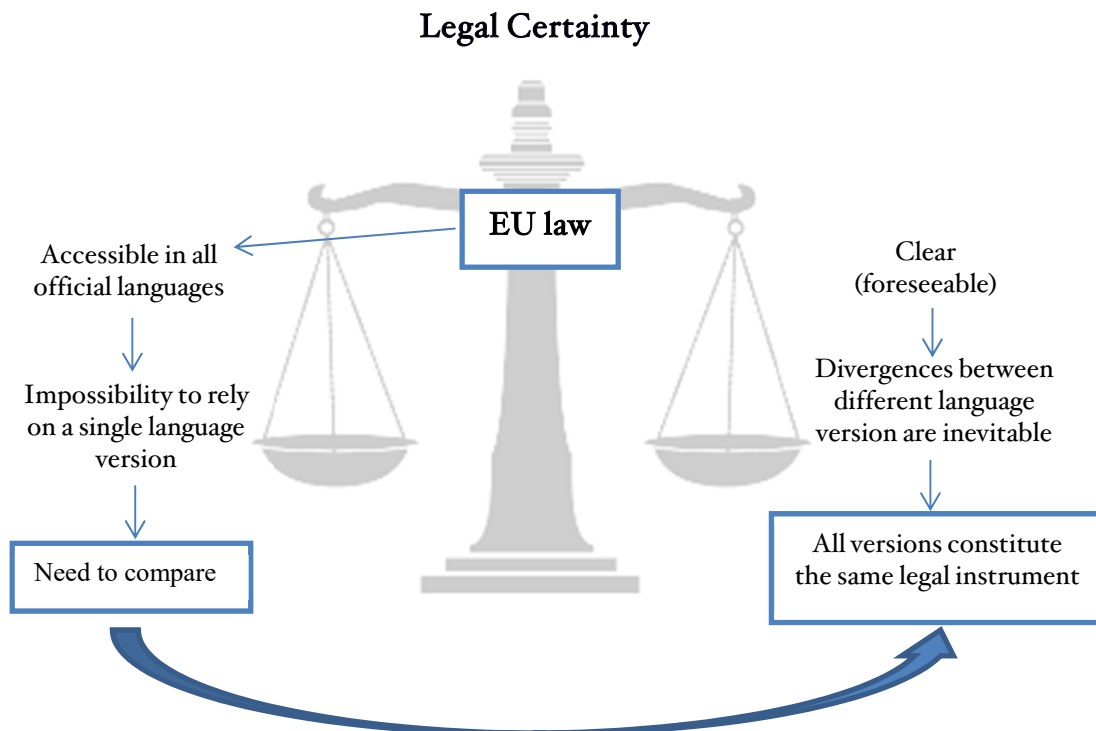 Legal Certainty
EU law
Accessible in all
official languages
Impossibility to rely
on a single language
version
Need to compare
Clear
(foreseeable)
Divergences between
different language
version are inevitable
All versions constitute
the same legal instrument